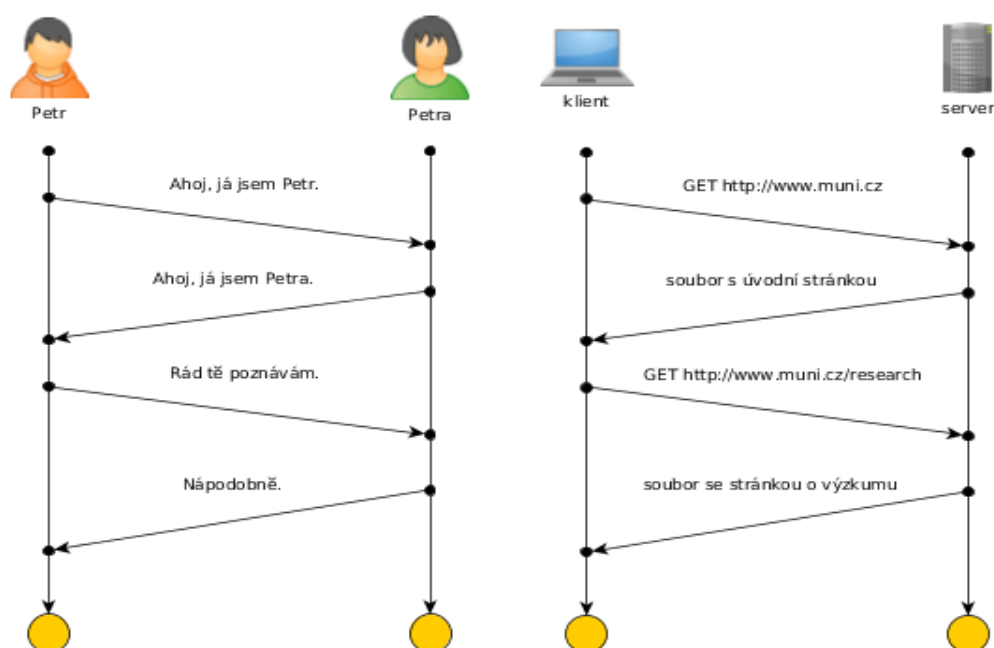 Petr
Petra
Ahoj, já jsem Petr.
Ahoj, já jsem Petra.
Rád tě poznávám.
Nápodobně.
klient
server
GET http://www.muni.cz
soubor s úvodní stránkou
GET http://www.muni.cz/research
soubor se stránkou o výzkumu